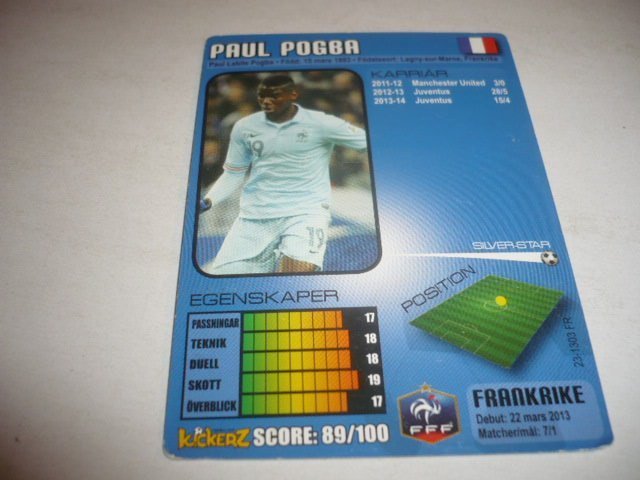 PAUL POGBA
Paul Labile Pogba • Född: 15 mars 1993 • Födelseort: Lagny-sur-Marne, Frankrike
KARRIÄR
2011-12 Manchester United 3/0
2012-13 Juventus 28/5
2013-14 Juventus 15/4
19
19
SILVER-STAR
POSITION
EGENSKAPER
PASSNINGAR 17
TEKNIK 18
DUELL 18
SKOTT 19
ÖVERBLICK 17
23-1303 FR
KICKERZ SCORE: 89/100
FFF
FRANKRIKE
Debut: 22 mars 2013
Matcher/mål: 7/1